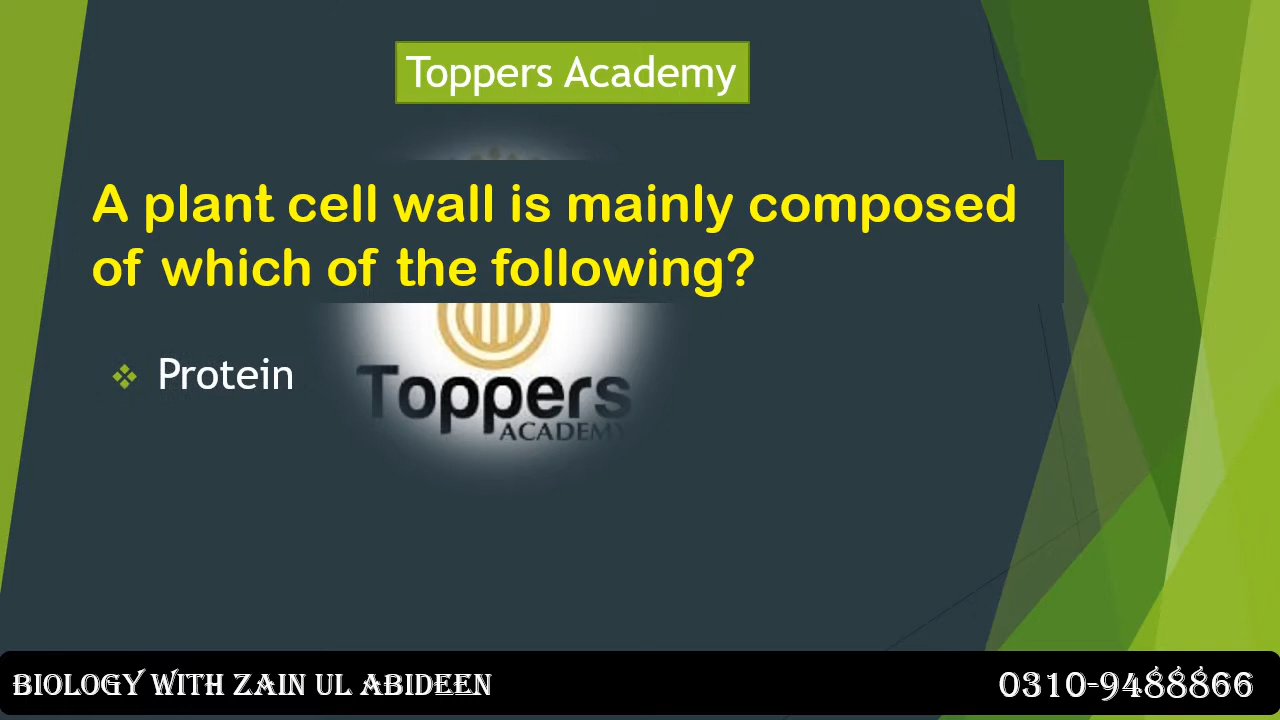 Toppers Academy
A plant cell wall is mainly composed
of which of the following?
Protein
Toppers
ACADEMY
BIOLOGY WITH ZAIN UL ABIDEEN
0310-9488866